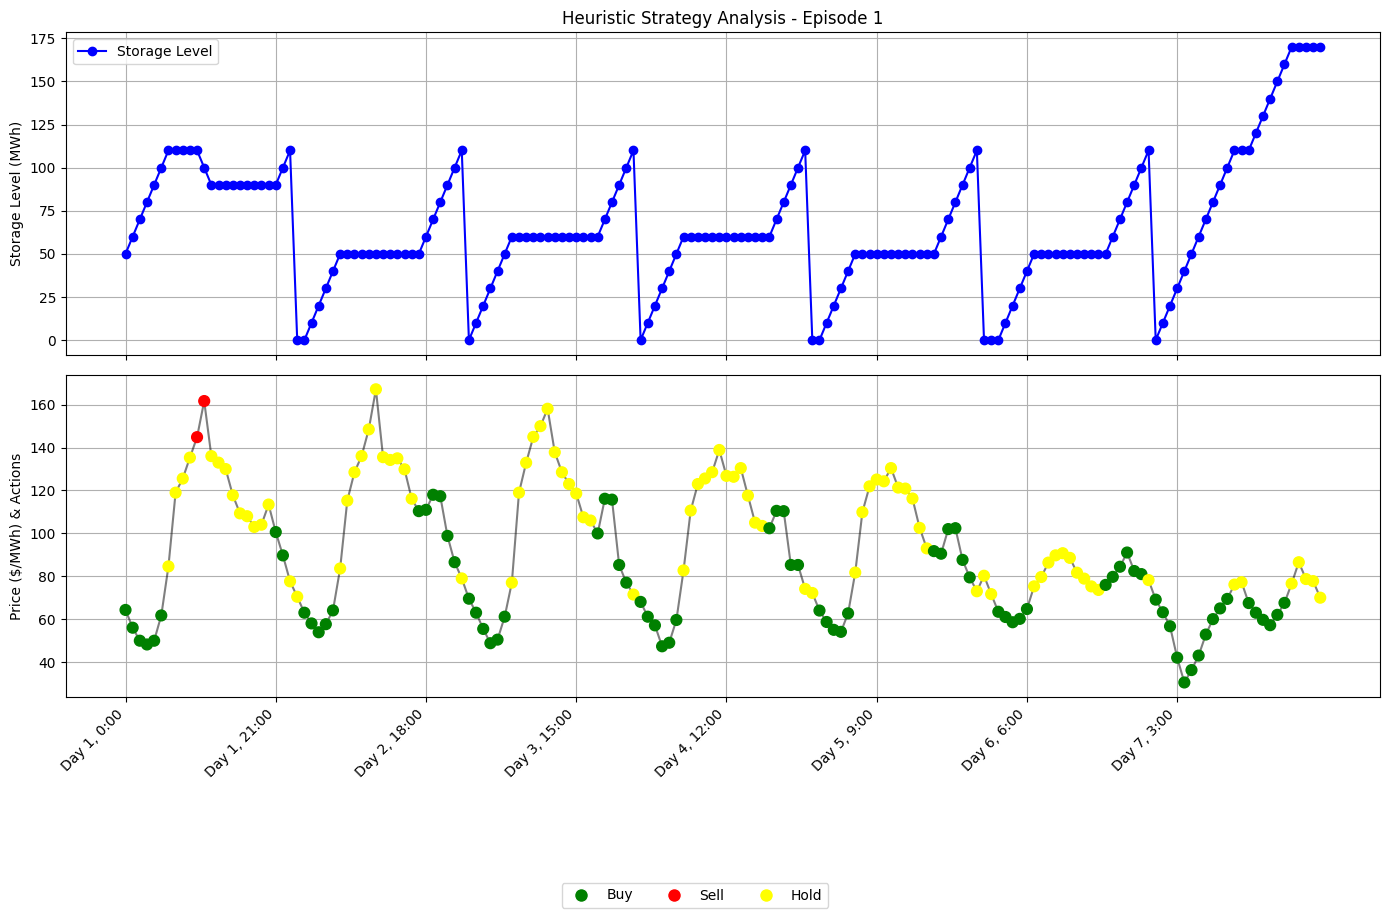 Heuristic Strategy Analysis - Episode 1
Storage Level (MWh)
175
150
125
100
75
50
25
0
Storage Level
Price ($/MWh) & Actions
160
140
120
100
80
60
40
Day 1, 0:00
Day 1, 21:00
Day 2, 18:00
Day 3, 15:00
Day 4, 12:00
Day 5, 9:00
Day 6, 6:00
Day 7, 3:00
Buy
Sell
Hold